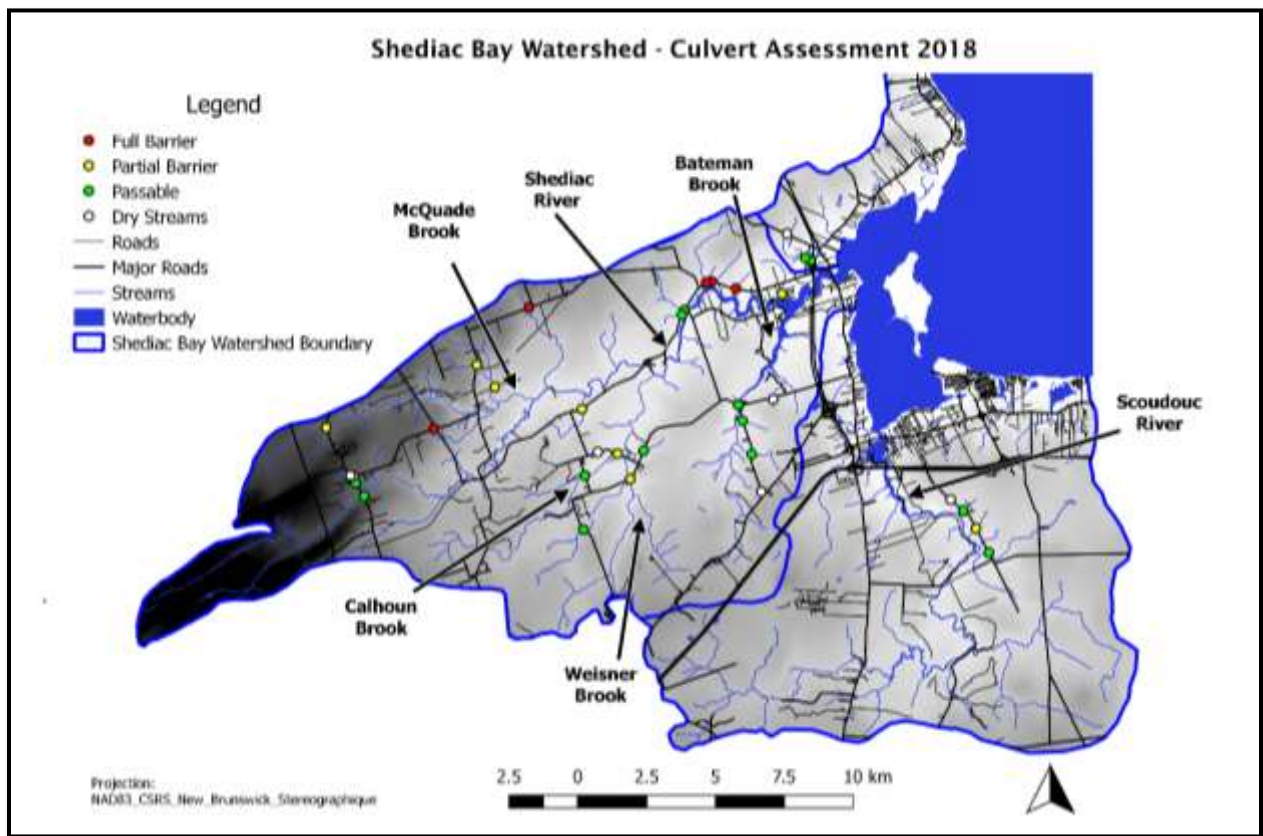 Shediac Bay Watershed - Culvert Assessment 2018
Legend
Full Barrier
Partial Barrier
Passable
Dry Streams
Roads
Major Roads
Streams
Waterbody
Shediac Bay Watershed Boundary
McQuade
Brook
Shediac
River
Bateman
Brook
Scoudouc
River
Calhoun
Brook
Weisner
Brook
Projection:
NAD83_CSRS_New_Brunswick_Stereographique
2.5 0 2.5 5 7.5 10 km